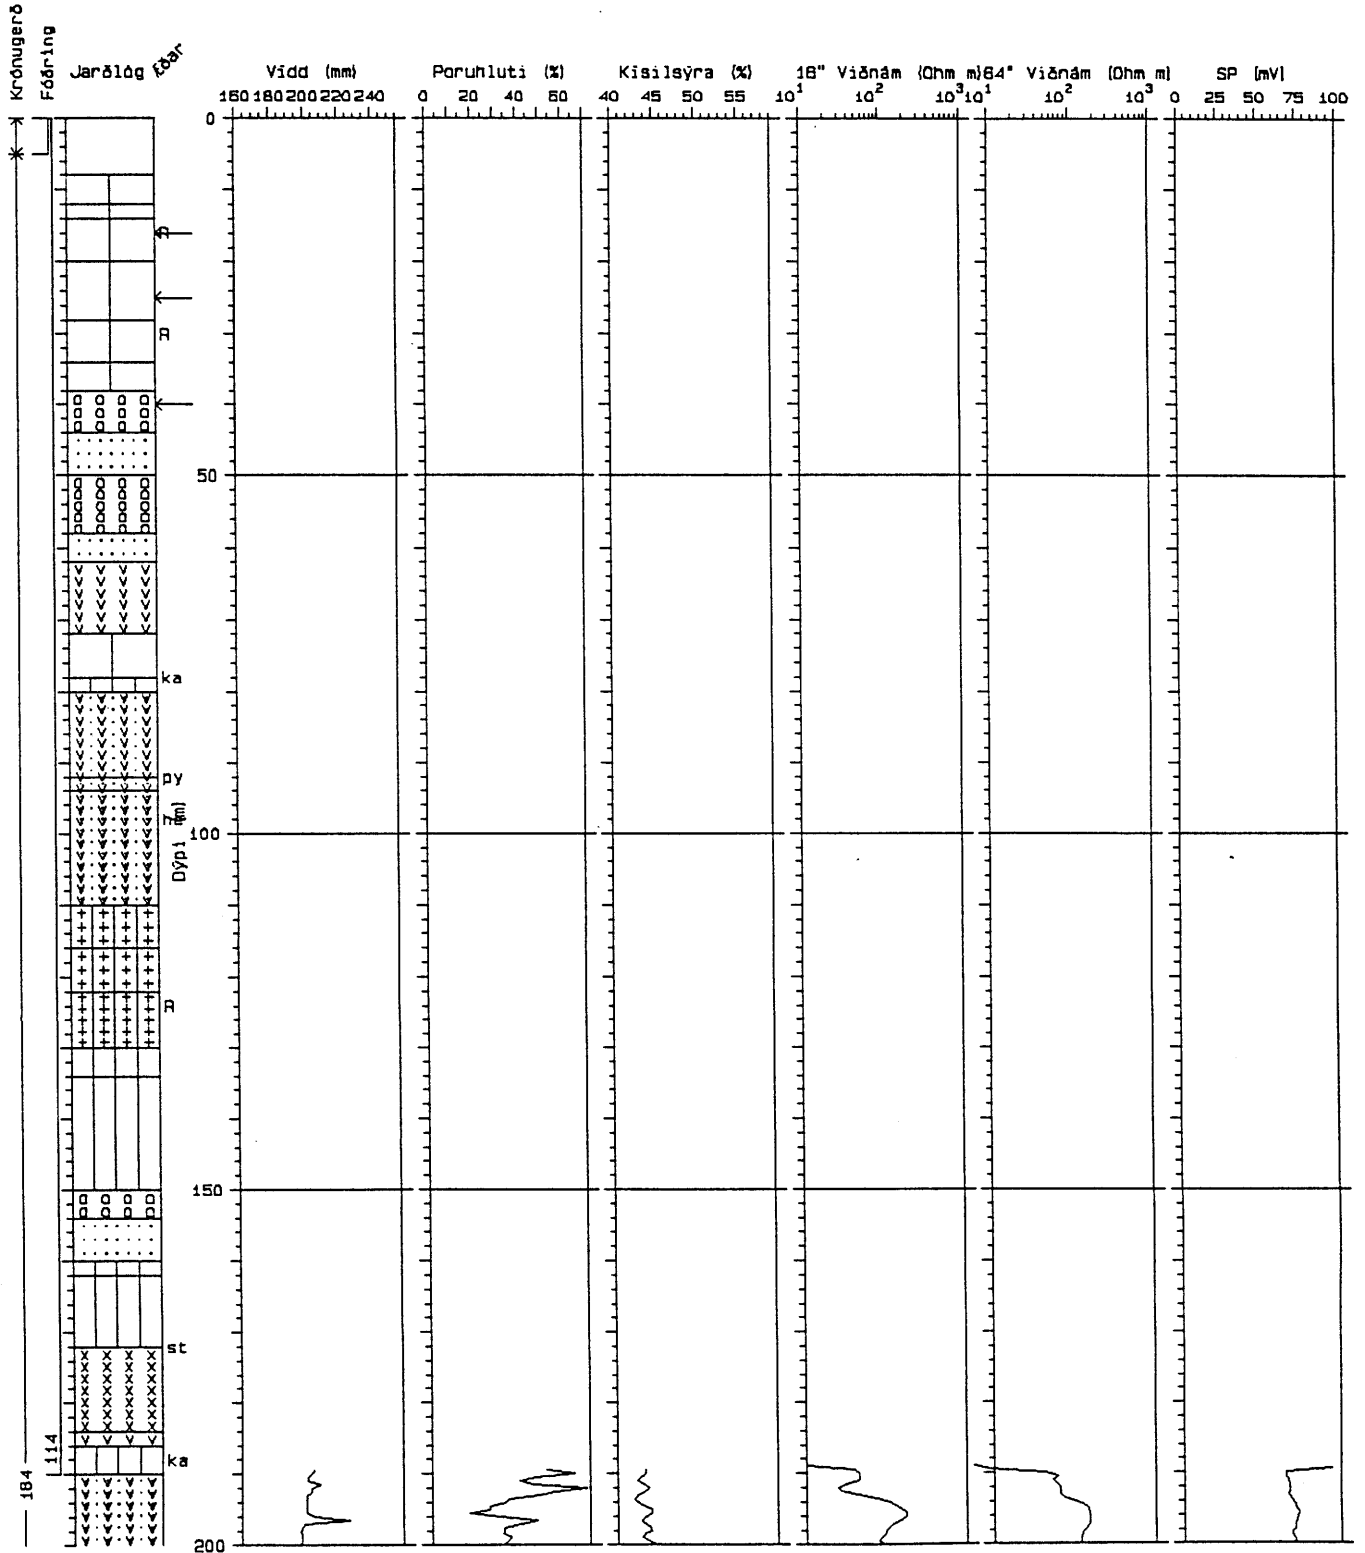 Krónugerð
Fóðring
Jarðlög
Æðar
Vídd (mm)
Poruhluti (%)
Kísilsýra (%)
16" Viðnám (Ohm m)
64" Viðnám (Ohm m)
SP (mV)
160 180 200 220 240
0 20 40 60
40 45 50 55
10¹ 10² 10³
10¹ 10² 10³
0 25 50 75 100
0
A
A
50
ka
py
Dýpi (m)
100
A
150
st
114
ka
184
200